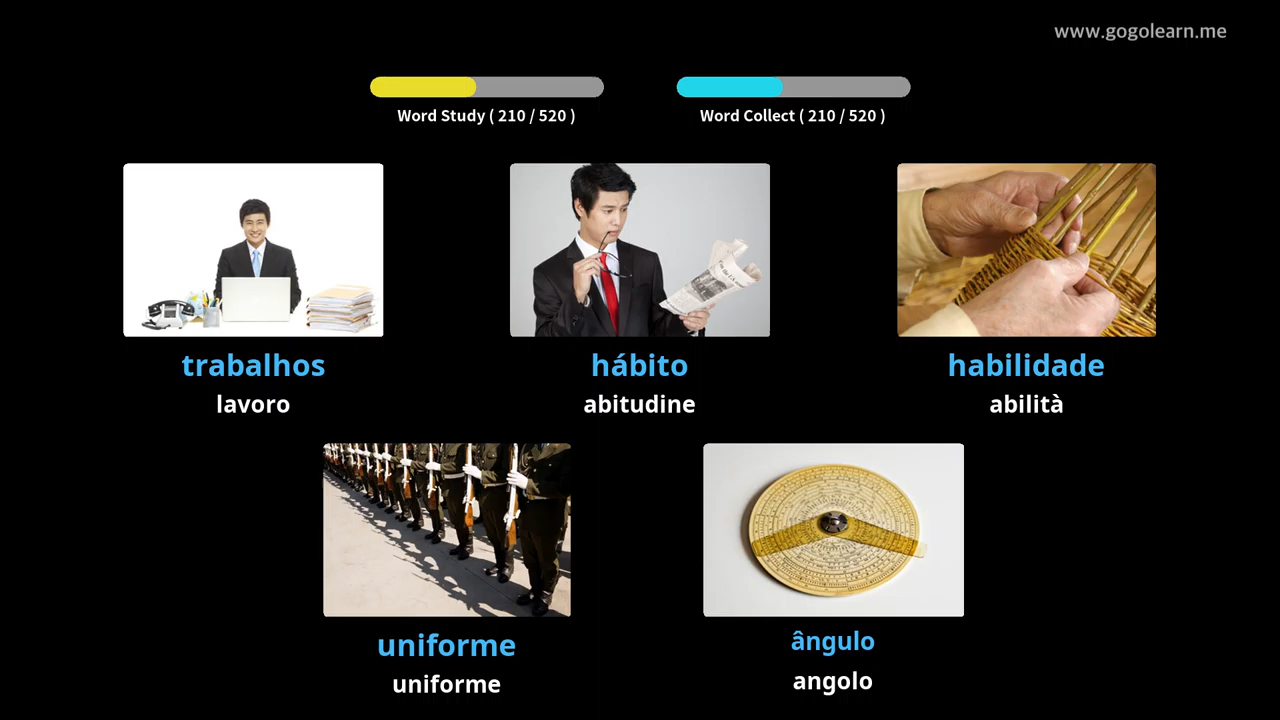 www.gogolearn.me
Word Study ( 210 / 520 )
Word Collect ( 210 / 520 )
trabalhos
lavoro
hábito
abitudine
habilidade
abilità
uniforme
uniforme
ângulo
angolo